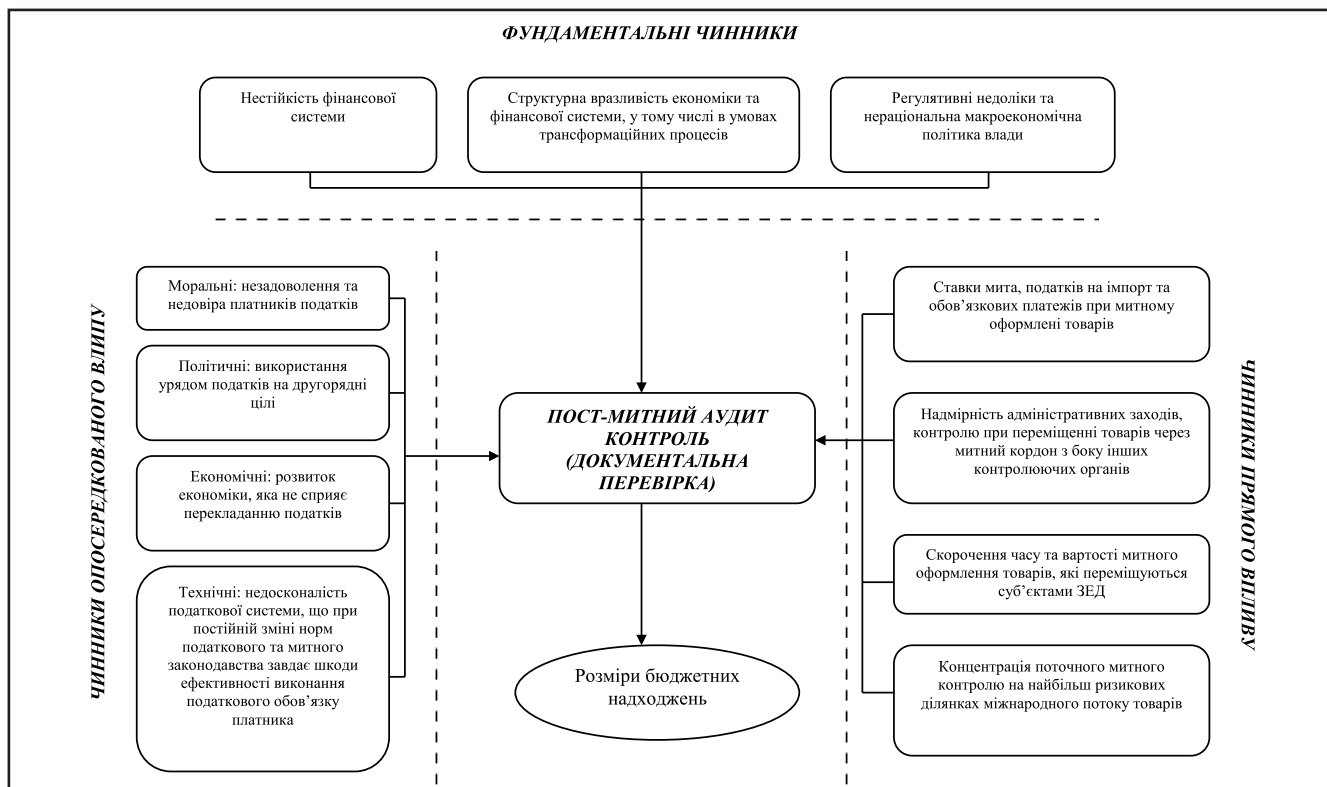 ФУНДАМЕНТАЛЬНІ ЧИННИКИ
Нестійкість фінансової
системи
Структурна вразливість економіки та
фінансової системи, у тому числі в умовах
трансформаційних процесів
Регулятивні недоліки та
нераціональна макроекономічна
політика влади
ЧИННИКИ ОПОСЕРЕДКОВАНОГО ВЛИПУ
Моральні: незадоволення та
недовіра платників податків
Політичні: використання
урядом податків на другорядні
цілі
Економічні: розвиток
економіки, яка не сприяє
перекладанню податків
Технічні: недосконалість
податкової системи, що при
постійній зміні норм
податкового та митного
законодавства завдає шкоди
ефективності виконання
податкового обов’язку
платника
ПОСТ-МИТНИЙ АУДИТ
КОНТРОЛЬ
(ДОКУМЕНТАЛЬНА
ПЕРЕВІРКА)
Розміри бюджетних
надходжень
Ставки мита, податків на імпорт та
обов’язкових платежів при митному
оформлені товарів
Надмірність адміністративних заходів,
контролю при переміщенні товарів через
митний кордон з боку інших
контролюючих органів
Скорочення часу та вартості митного
оформлення товарів, які переміщуються
суб’єктами ЗЕД
Концентрація поточного митного
контролю на найбільш ризикових
ділянках міжнародного потоку товарів
ЧИННИКИ ПРЯМОГО ВПЛИВУ